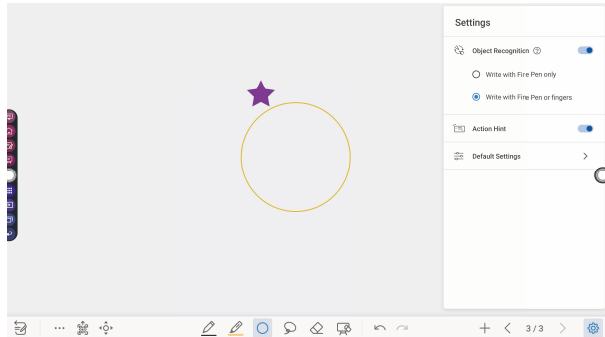 Settings
Object Recognition ?
Write with Fire Pen only
Write with Fire Pen or fingers
Action Hint
Default Settings
3/3